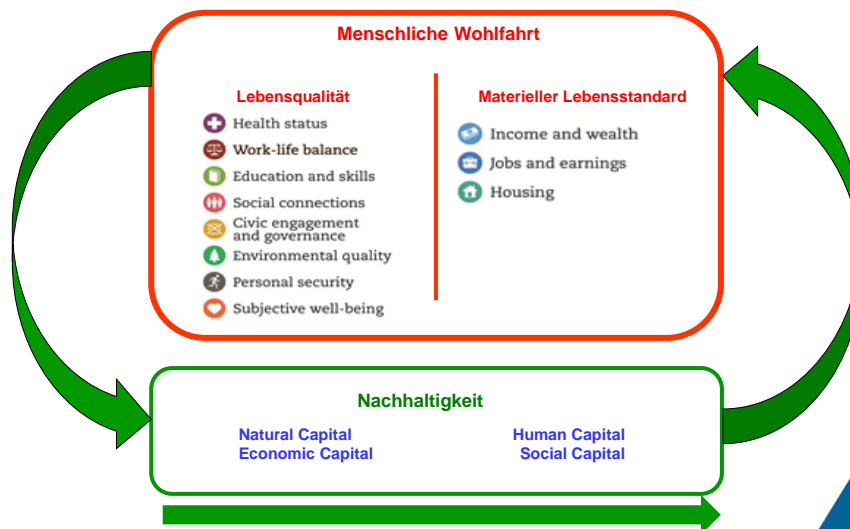 Menschliche Wohlfahrt
Lebensqualität
Health status
Work-life balance
Education and skills
Social connections
Civic engagement
and governance
Environmental quality
Personal security
Subjective well-being
Materieller Lebensstandard
Income and wealth
Jobs and earnings
Housing
Nachhaltigkeit
Natural Capital
Economic Capital
Human Capital
Social Capital